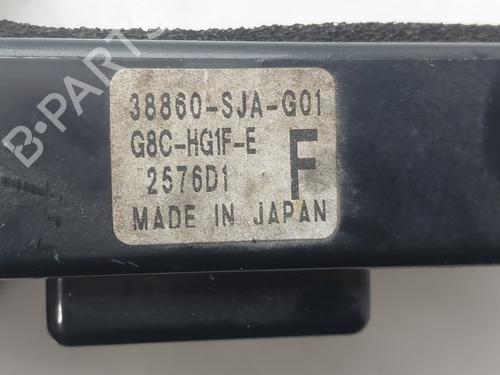 B-PARTS
38860-SJA-G01
G8C-HG1F-E
2576D1
F
MADE IN JAPAN